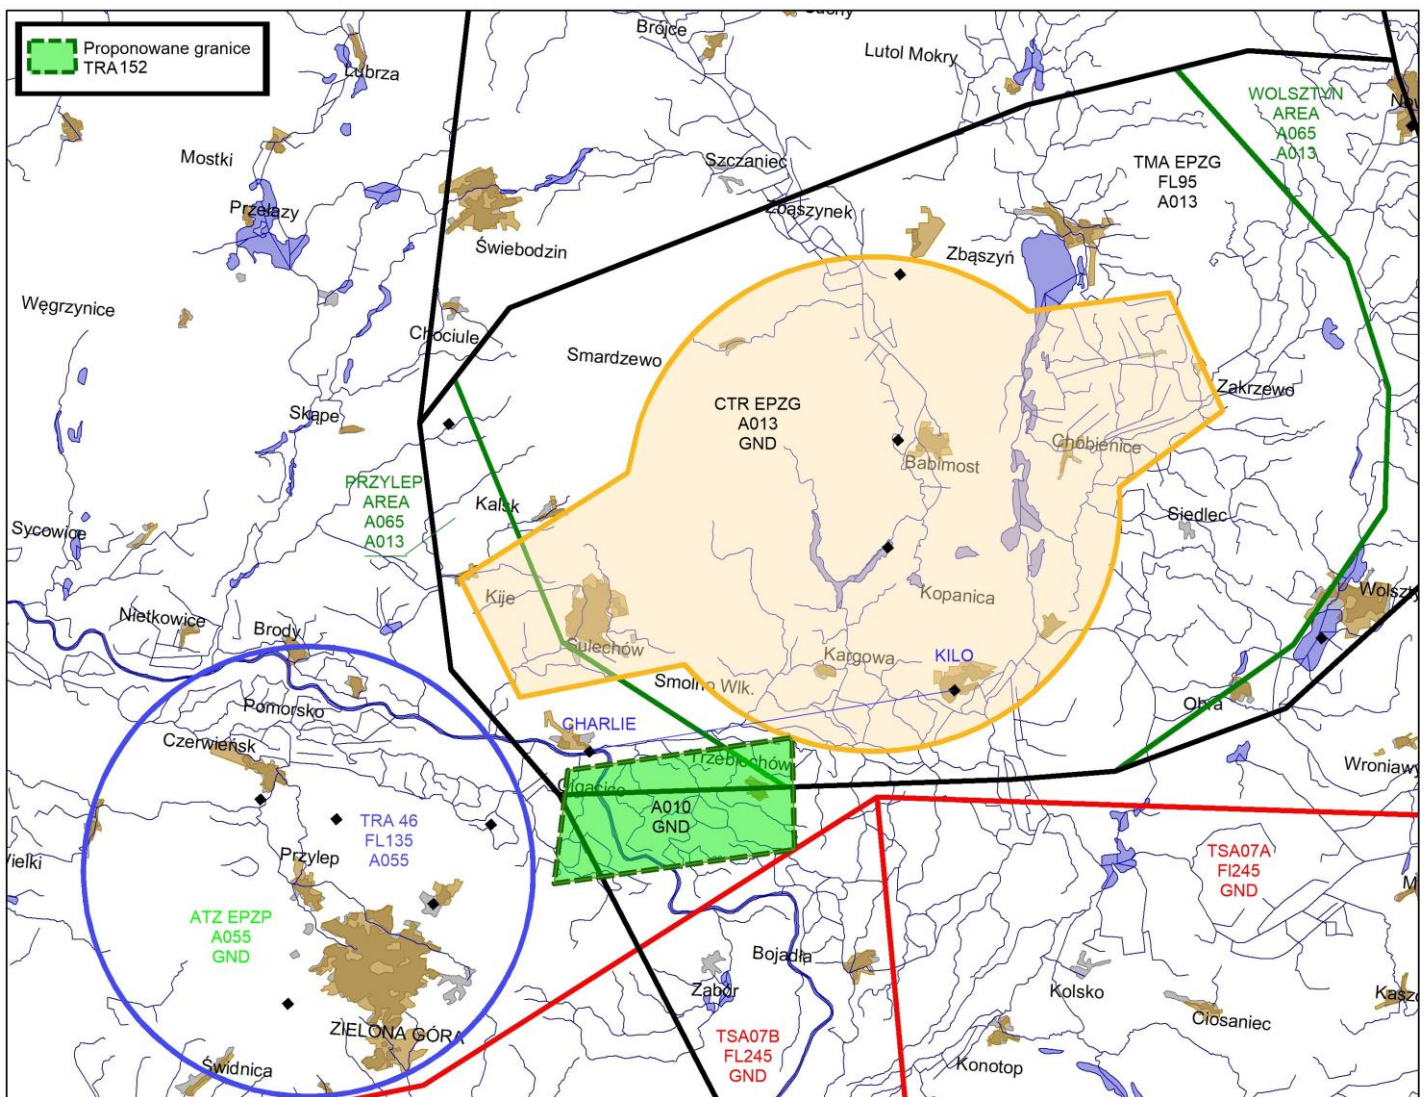 Proponowane granice
TRA 152
Brójce
Lutol Mokry
Lubrza
WOLSZTYN
AREA
A065
A013
Mostki
Szczaniec
TMA EPZG
FL95
A013
Przełazy
Zbąszynek
Świebodzin
Zbąszyń
Węgrzynice
Chociule
Smardzewo
Zakrzewo
Skąpe
CTR EPZG
A013
GND
Chobienice
Babimost
PRZYLEP
AREA
A065
A013
Kalsk
Sycowice
Siedlec
Kije
Kopanica
Nietkowice
Brody
Sulechów
Kargowa
KILO
Smolno Wlk.
Obra
Pomorsko
CHARLIE
Czerwieńsk
Trzebiechów
Cigacice
Wroniawy
A010
GND
TRA 46
FL135
A055
Przylep
TSA07A
Fl245
GND
ATZ EPZP
A055
GND
Bojadła
Zabór
Kolsko
Ciosaniec
ZIELONA GÓRA
TSA07B
FL245
GND
Konotop
Świdnica